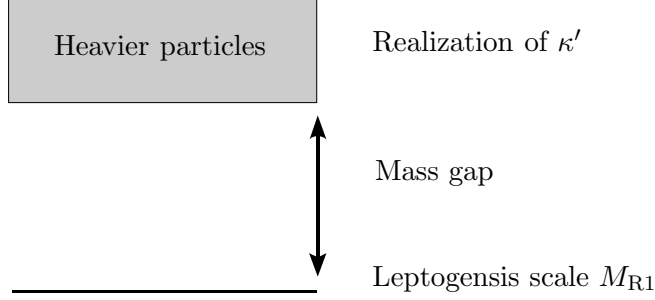 Heavier particles
Realization of κ′
Mass gap
Leptogensis scale M_R1